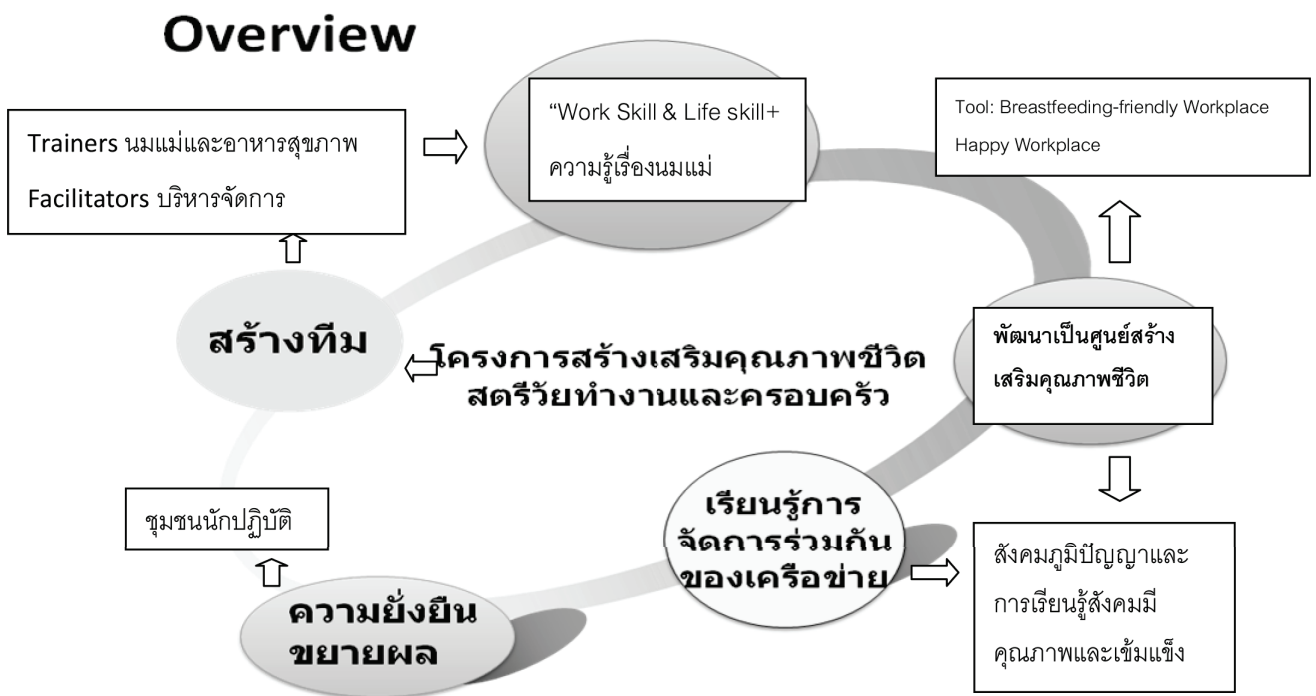 Overview
Trainers นมแม่และอาหารสุขภาพ
Facilitators บริหารจัดการ
“Work Skill & Life skill+
ความรู้เรื่องนมแม่
Tool: Breastfeeding-friendly Workplace
Happy Workplace
สร้างทีม
โครงการสร้างเสริมคุณภาพชีวิต
สตรีวัยทำงานและครอบครัว
พัฒนาเป็นศูนย์สร้าง
เสริมคุณภาพชีวิต
เรียนรู้การ
จัดการร่วมกัน
ของเครือข่าย
สังคมภูมิปัญญาและ
การเรียนรู้สังคมมี
คุณภาพและเข้มแข็ง
ชุมชนนักปฏิบัติ
ความยั่งยืน
ขยายผล